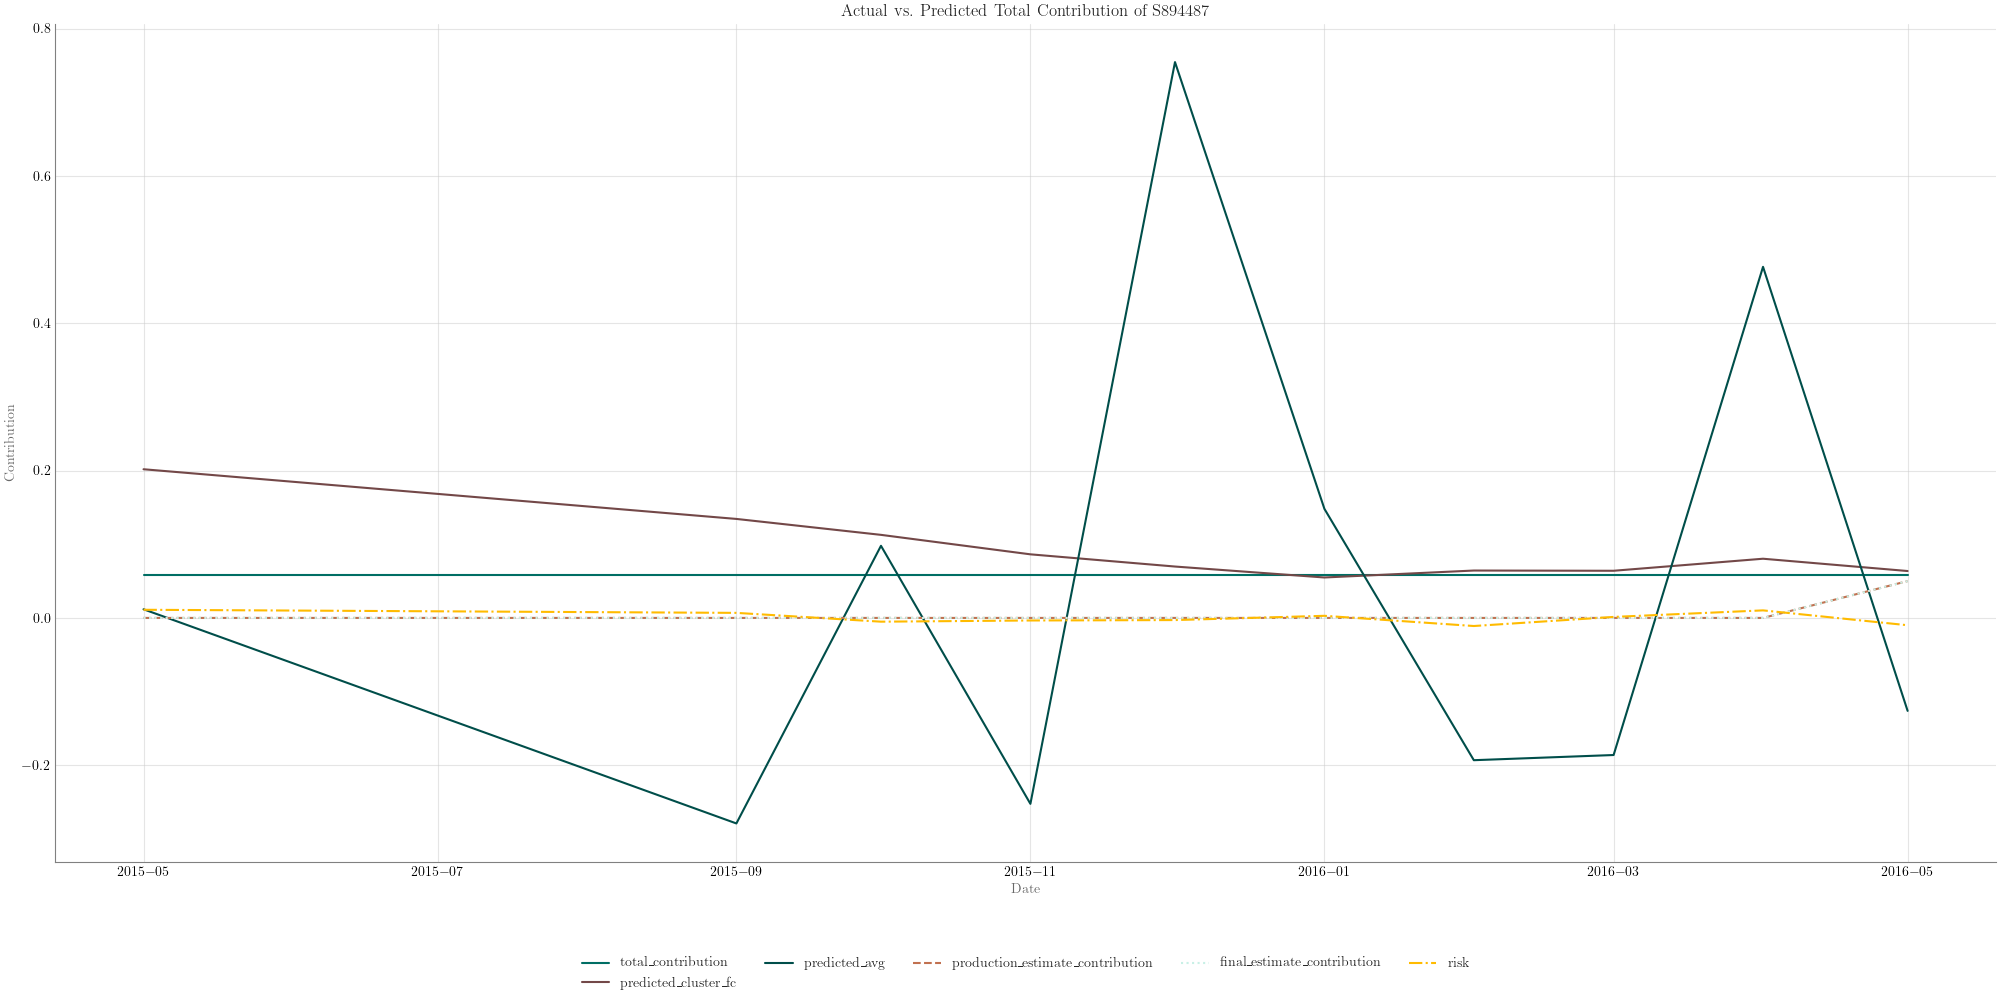 Actual vs. Predicted Total Contribution of S894487
0.8
0.6
0.4
0.2
0.0
−0.2
Contribution
2015−05 2015−07 2015−09 2015−11 2016−01 2016−03 2016−05
Date
total_contribution predicted_avg production_estimate_contribution final_estimate_contribution risk
predicted_cluster_fc